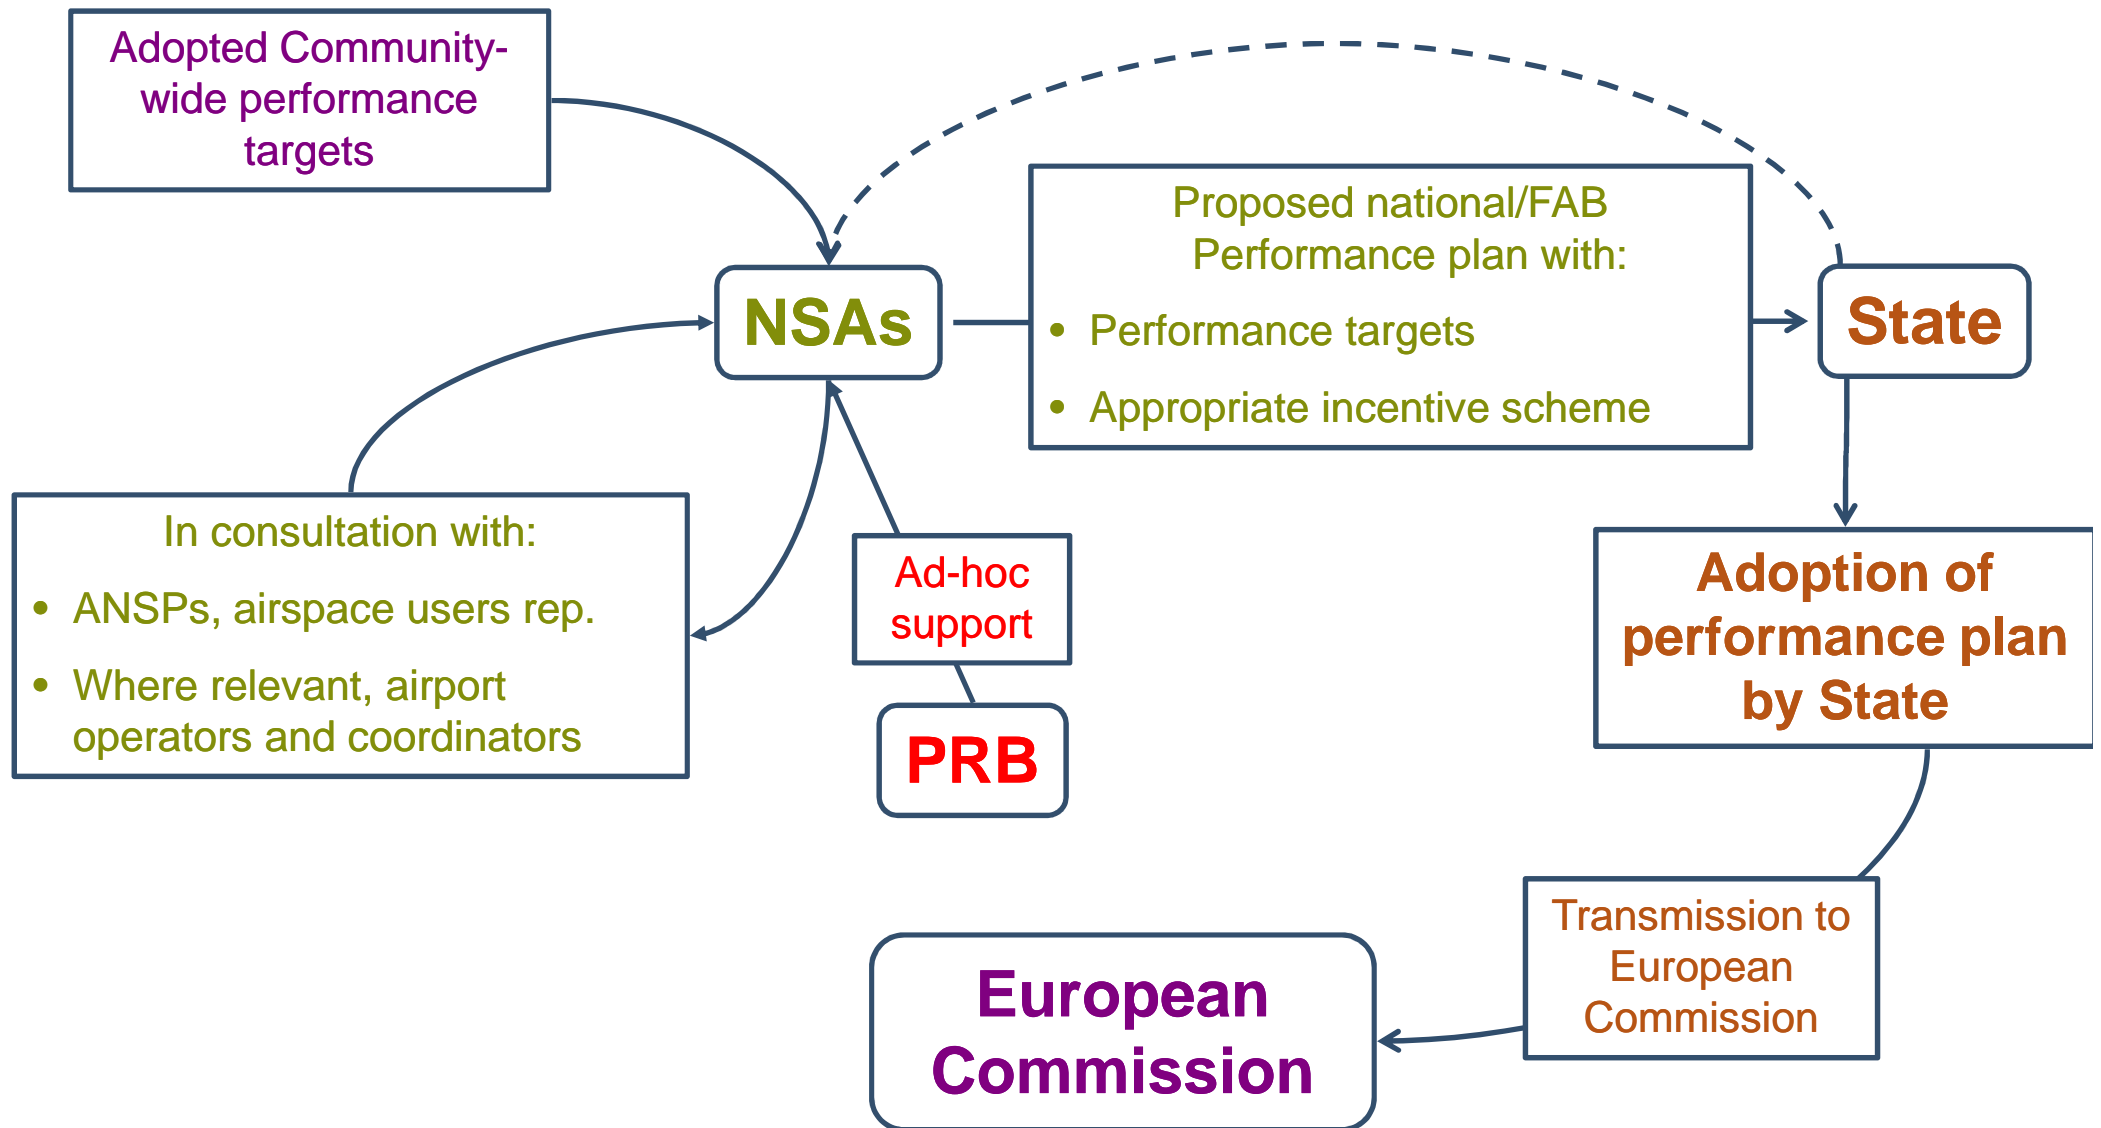 Adopted Community-
wide performance
targets
Proposed national/FAB
Performance plan with:
• Performance targets
• Appropriate incentive scheme
NSAs
State
In consultation with:
• ANSPs, airspace users rep.
• Where relevant, airport
operators and coordinators
Ad-hoc
support
PRB
Adoption of
performance plan
by State
Transmission to
European
Commission
European
Commission